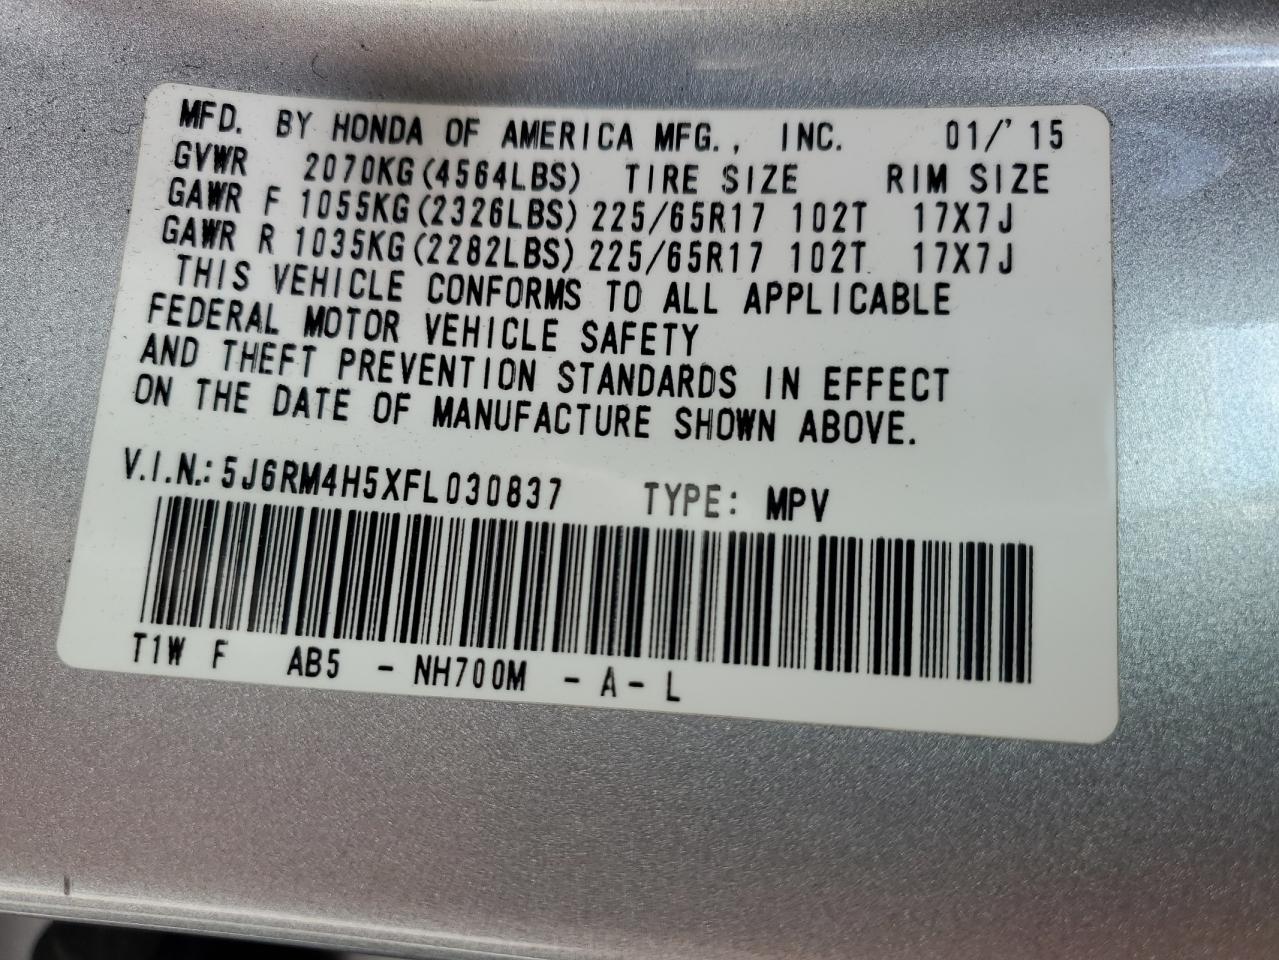 MFD. BY HONDA OF AMERICA MFG., INC. 01/'15
GVWR 2070KG(4564LBS) TIRE SIZE RIM SIZE
GAWR F 1055KG(2326LBS) 225/65R17 102T 17X7J
GAWR R 1035KG(2282LBS) 225/65R17 102T 17X7J
THIS VEHICLE CONFORMS TO ALL APPLICABLE
FEDERAL MOTOR VEHICLE SAFETY
AND THEFT PREVENTION STANDARDS IN EFFECT
ON THE DATE OF MANUFACTURE SHOWN ABOVE.
V.I.N.: 5J6RM4H5XFL030837 TYPE: MPV
T1W F AB5 - NH700M - A - L